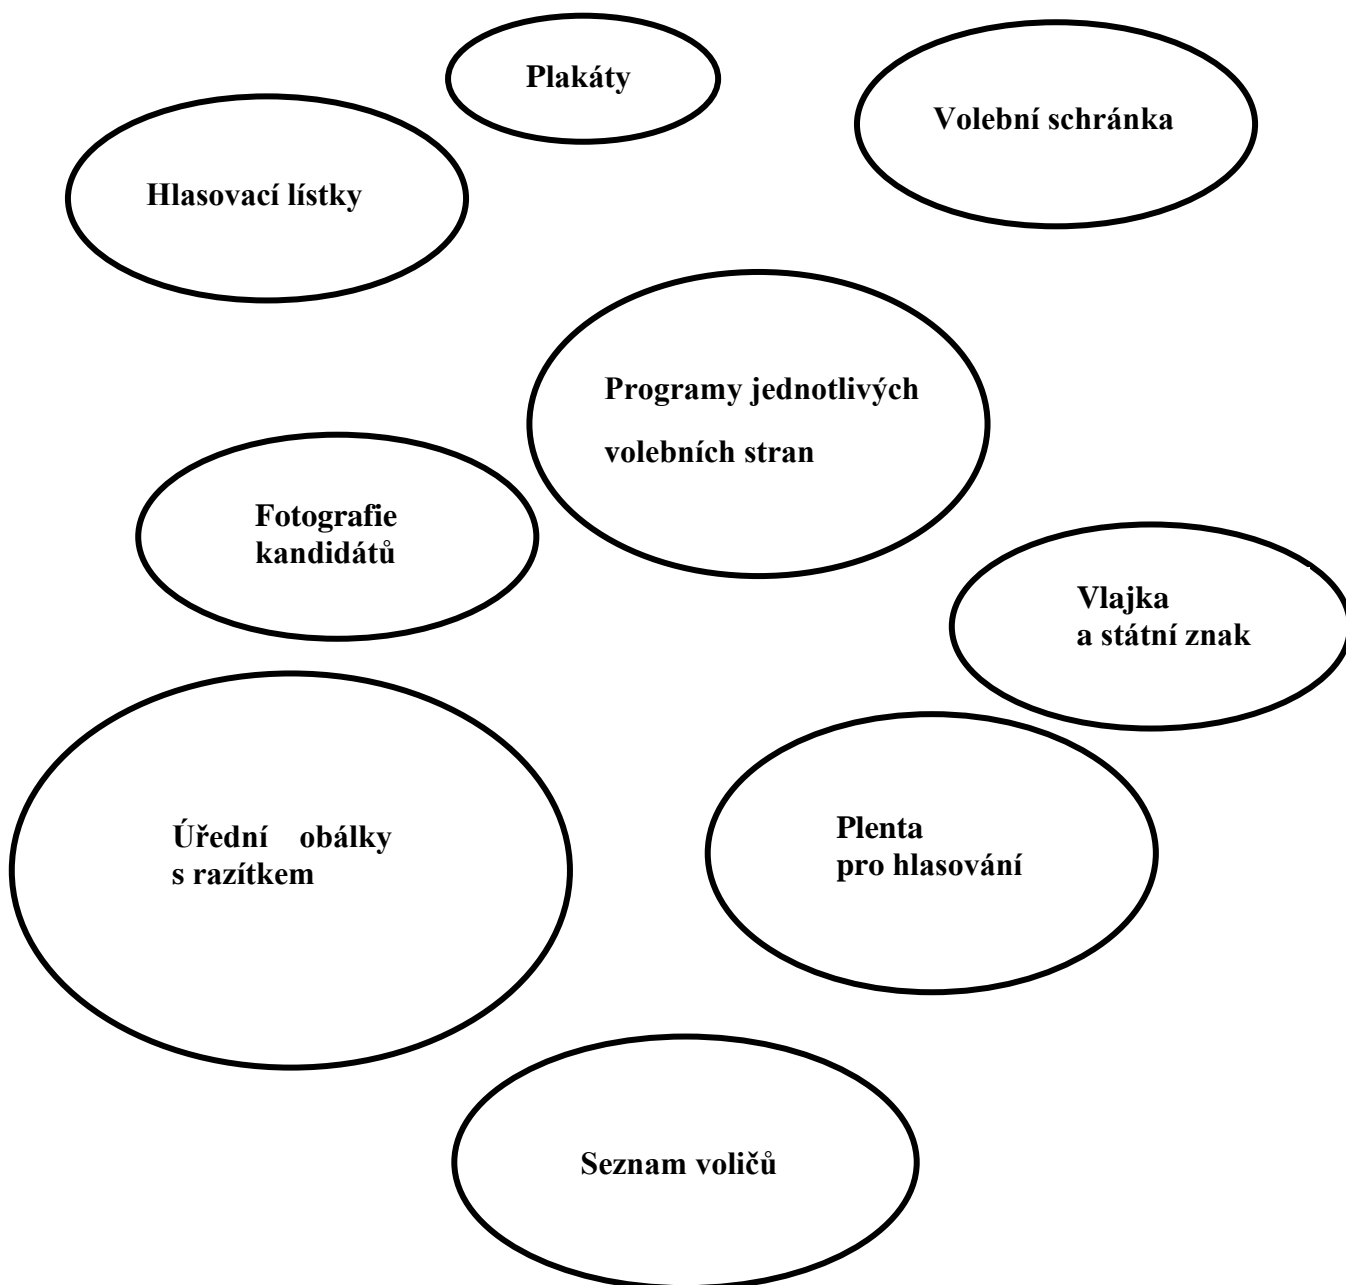 Plakáty
Volební schránka
Hlasovací lístky
Programy jednotlivých
volebních stran
Fotografie
kandidátů
Vlajka
a státní znak
Úřední obálky
s razítkem
Plenta
pro hlasování
Seznam voličů